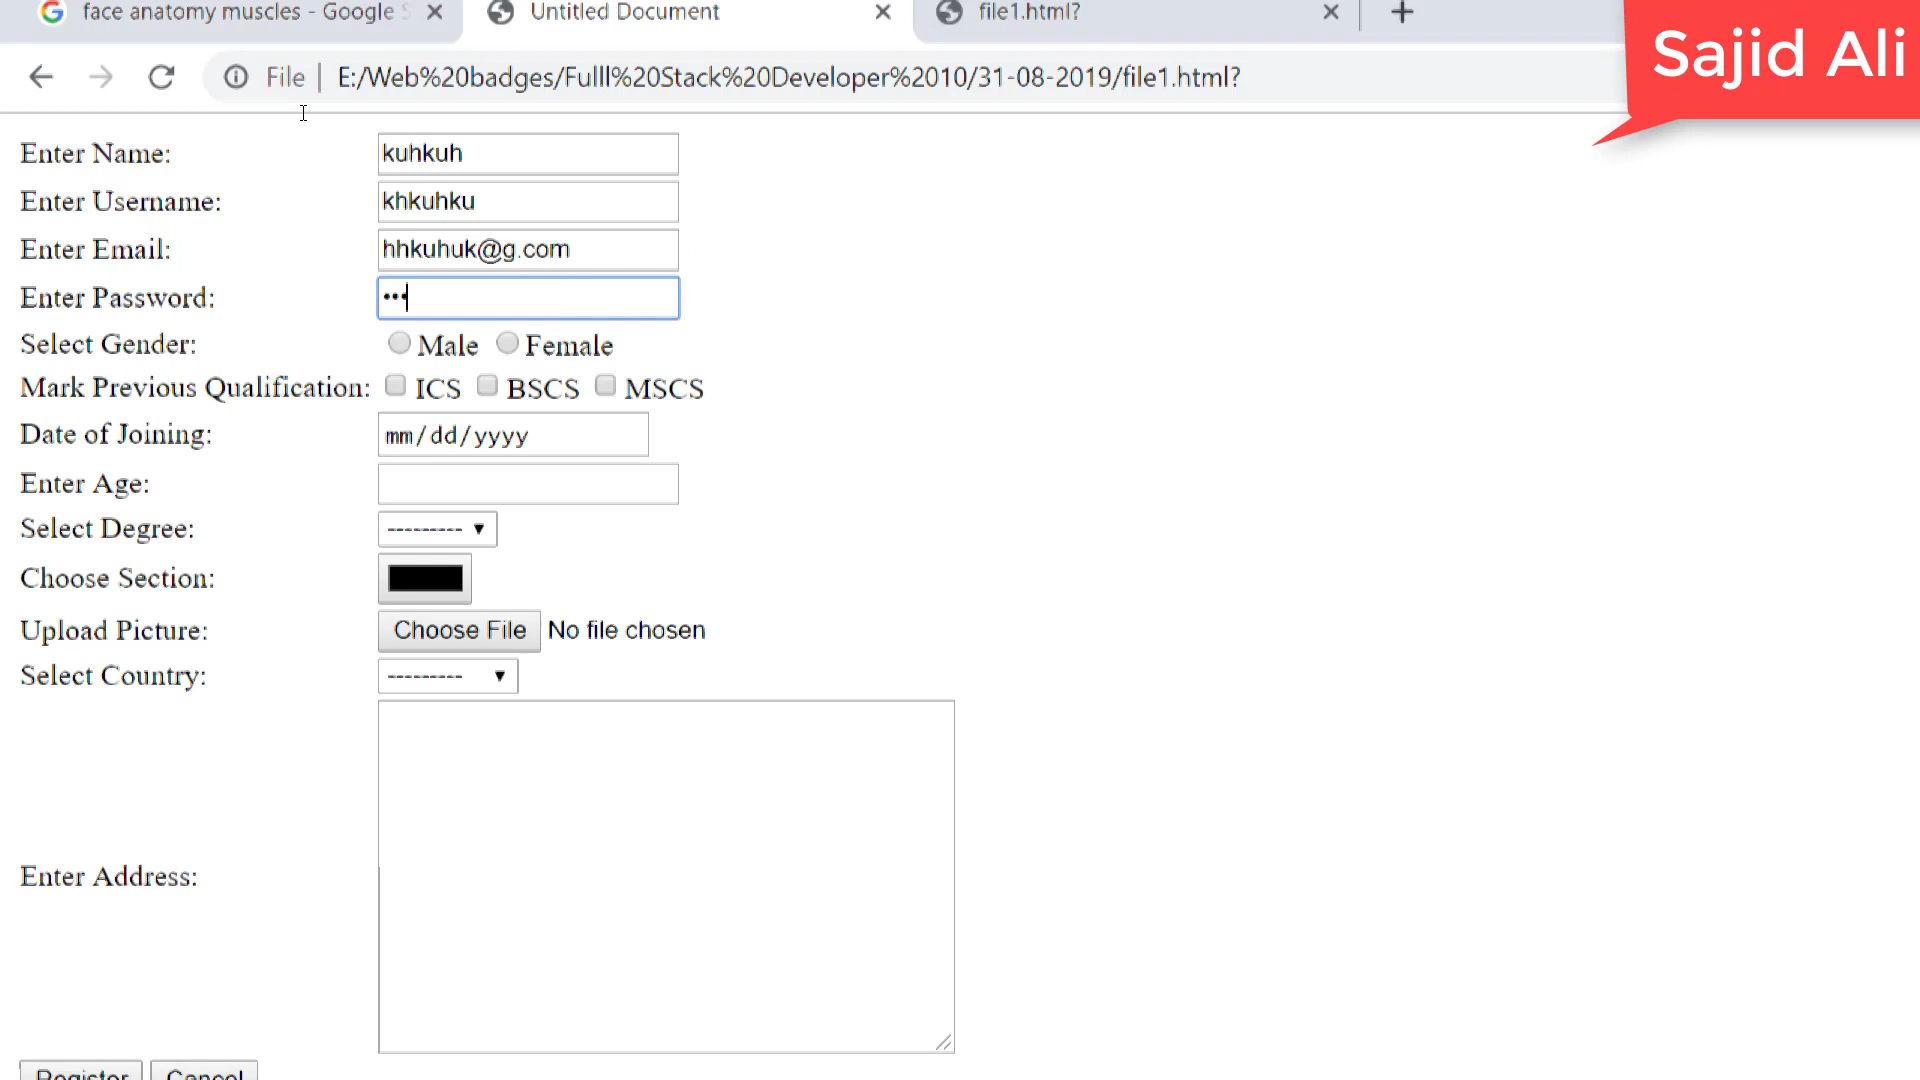 face anatomy muscles - Google S
Untitled Document
file1.html?
Sajid Ali
File
E:/Web%20badges/Fulll%20Stack%20Developer%2010/31-08-2019/file1.html?
Enter Name: kuhkuh
Enter Username: khkuhku
Enter Email: hhkuhuk@g.com
Enter Password: •••
Select Gender: Male Female
Mark Previous Qualification: ICS BSCS MSCS
Date of Joining: mm/dd/yyyy
Enter Age:
Select Degree: ---------
Choose Section:
Upload Picture: Choose File No file chosen
Select Country: ---------
Enter Address:
Register Cancel